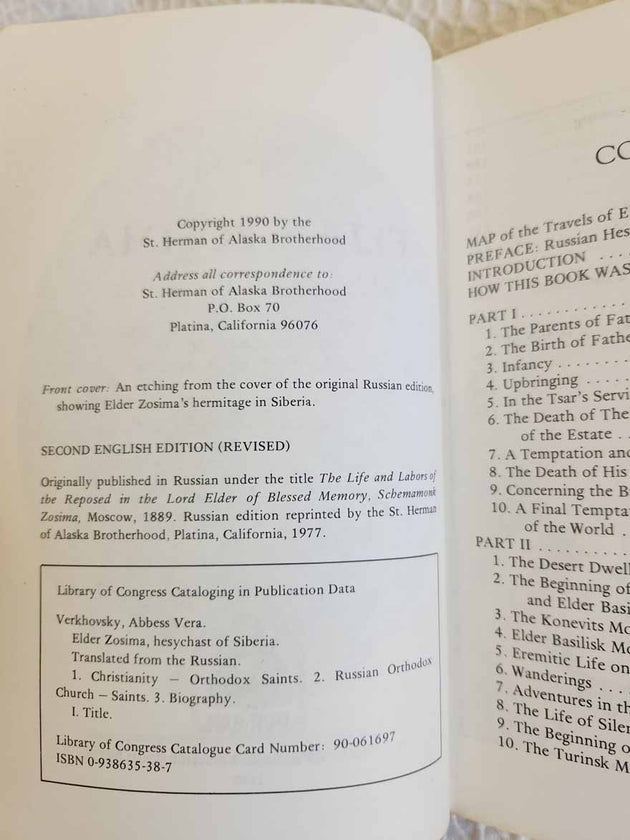 Copyright 1990 by the
St. Herman of Alaska Brotherhood
Address all correspondence to:
St. Herman of Alaska Brotherhood
P.O. Box 70
Platina, California 96076
Front cover: An etching from the cover of the original Russian edition,
showing Elder Zosima's hermitage in Siberia.
SECOND ENGLISH EDITION (REVISED)
Originally published in Russian under the title The Life and Labors of
the Reposed in the Lord Elder of Blessed Memory, Schemamonk
Zosima, Moscow, 1889. Russian edition reprinted by the St. Herman
of Alaska Brotherhood, Platina, California, 1977.
Library of Congress Cataloging in Publication Data
Verkhovsky, Abbess Vera.
Elder Zosima, hesychast of Siberia.
Translated from the Russian.
1. Christianity — Orthodox Saints. 2. Russian Orthodox
Church — Saints. 3. Biography.
I. Title.
Library of Congress Catalogue Card Number: 90-061697
ISBN 0-938635-38-7
CO
MAP of the Travels of E
PREFACE: Russian Hes
INTRODUCTION ....
HOW THIS BOOK WAS
PART I ............
1. The Parents of Fat
2. The Birth of Fathe
3. Infancy ........
4. Upbringing .....
5. In the Tsar's Servi
6. The Death of The
of the Estate ..
7. A Temptation and
8. The Death of His
9. Concerning the B
10. A Final Tempta
of the World .
PART II ..........
1. The Desert Dwell
2. The Beginning of
and Elder Basi
3. The Konevits Mo
4. Elder Basilisk Mo
5. Eremitic Life on
6. Wanderings ....
7. Adventures in th
8. The Life of Silen
9. The Beginning o
10. The Turinsk M